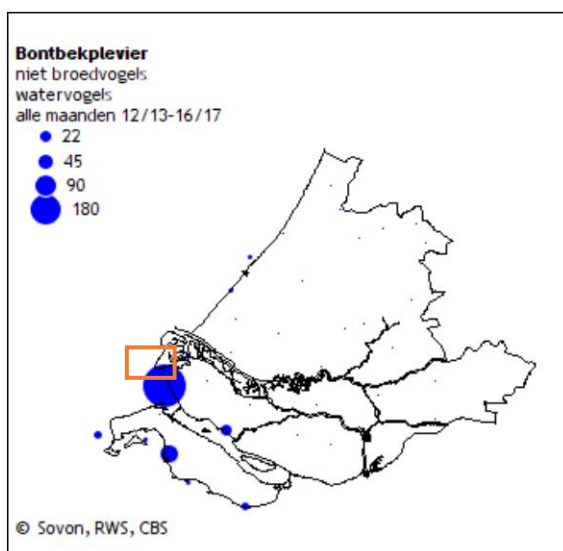 Bontbekplevier
niet broedvogels
watervogels
alle maanden 12/13-16/17
22
45
90
180
© Sovon, RWS, CBS